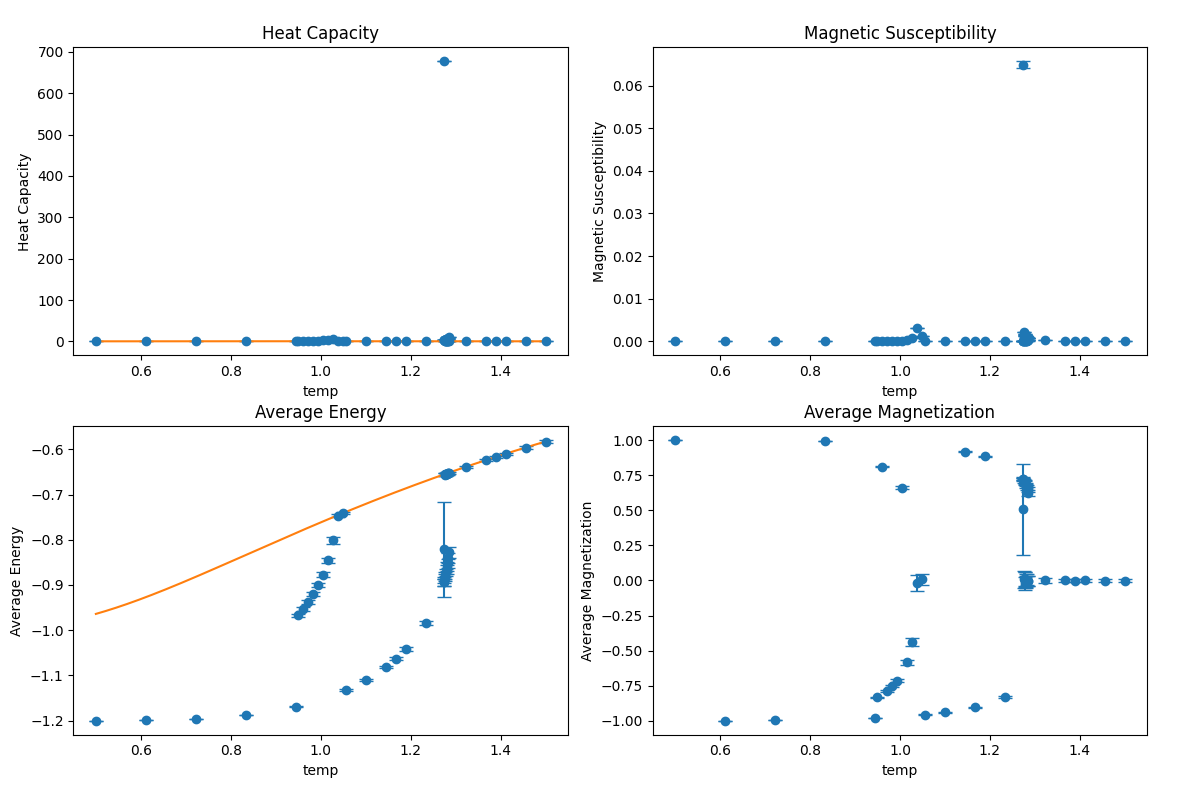 Heat Capacity
Heat Capacity
700
600
500
400
300
200
100
0
0.6 0.8 1.0 1.2 1.4
temp
Magnetic Susceptibility
Magnetic Susceptibility
0.06
0.05
0.04
0.03
0.02
0.01
0.00
0.6 0.8 1.0 1.2 1.4
temp
Average Energy
Average Energy
−0.6
−0.7
−0.8
−0.9
−1.0
−1.1
−1.2
0.6 0.8 1.0 1.2 1.4
temp
Average Magnetization
Average Magnetization
1.00
0.75
0.50
0.25
0.00
−0.25
−0.50
−0.75
−1.00
0.6 0.8 1.0 1.2 1.4
temp